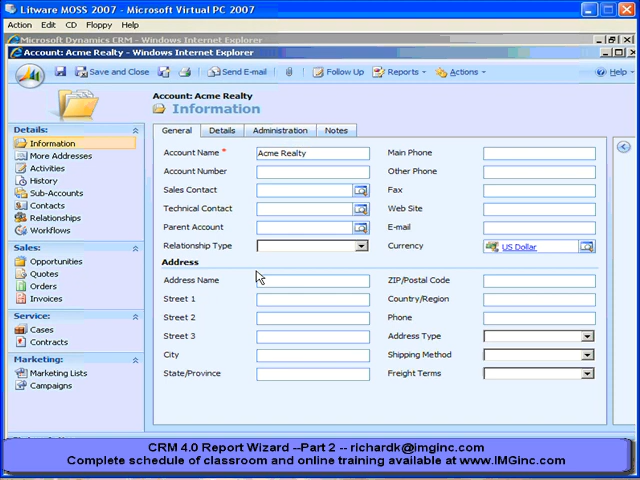 Litware MOSS 2007 - Microsoft Virtual PC 2007
Action Edit CD Floppy Help
Microsoft Dynamics CRM - Windows Internet Explorer
Account: Acme Realty - Windows Internet Explorer
Save and Close Send E-mail Follow Up Reports Actions Help
Account: Acme Realty
Information
General Details Administration Notes
Details:
Information
More Addresses
Activities
History
Sub-Accounts
Contacts
Relationships
Workflows
Sales:
Opportunities
Quotes
Orders
Invoices
Service:
Cases
Contracts
Marketing:
Marketing Lists
Campaigns
Account Name * Acme Realty Main Phone
Account Number Other Phone
Sales Contact Fax
Technical Contact Web Site
Parent Account E-mail
Relationship Type Currency US Dollar
Address
Address Name ZIP/Postal Code
Street 1 Country/Region
Street 2 Phone
Street 3 Address Type
City Shipping Method
State/Province Freight Terms
CRM 4.0 Report Wizard --Part 2 -- richardk@imginc.com
Complete schedule of classroom and online training available at www.IMGinc.com